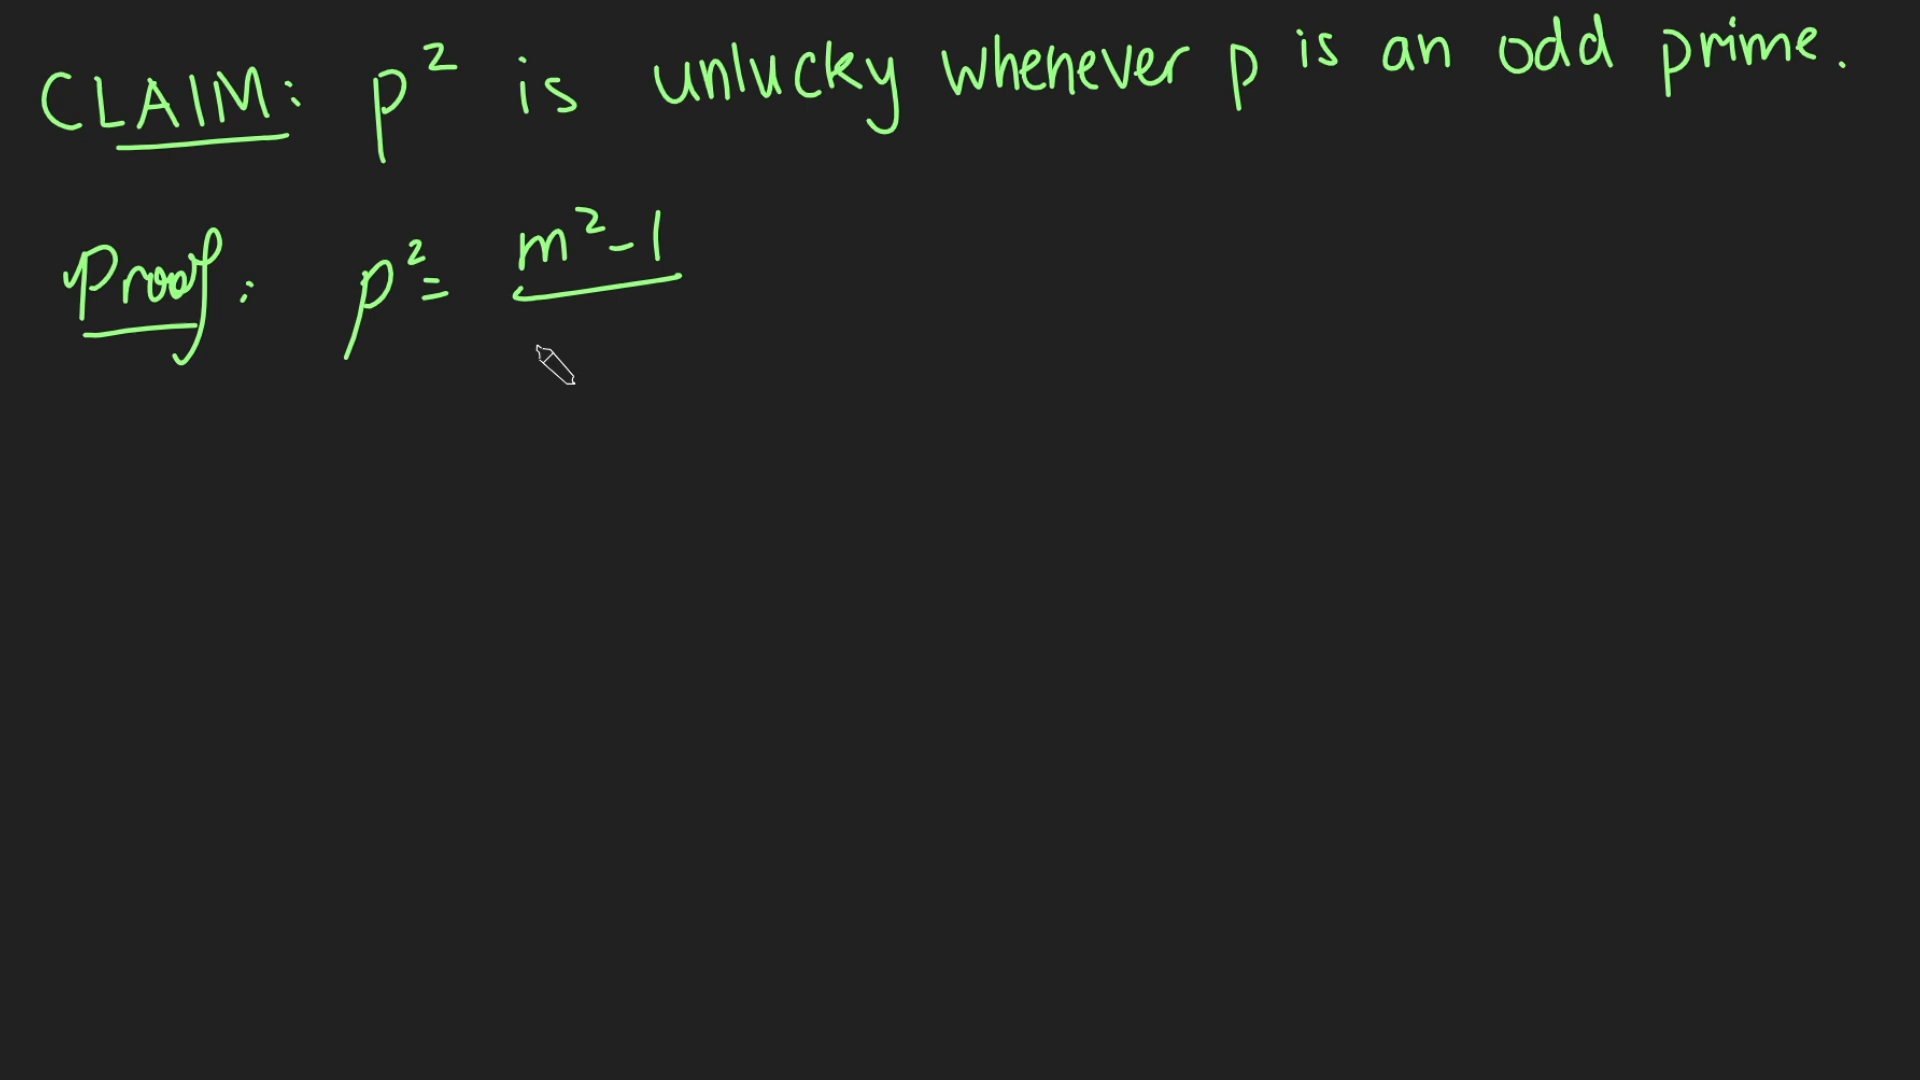 CLAIM: p² is unlucky whenever p is an odd prime.
Proof: p² = m²-1